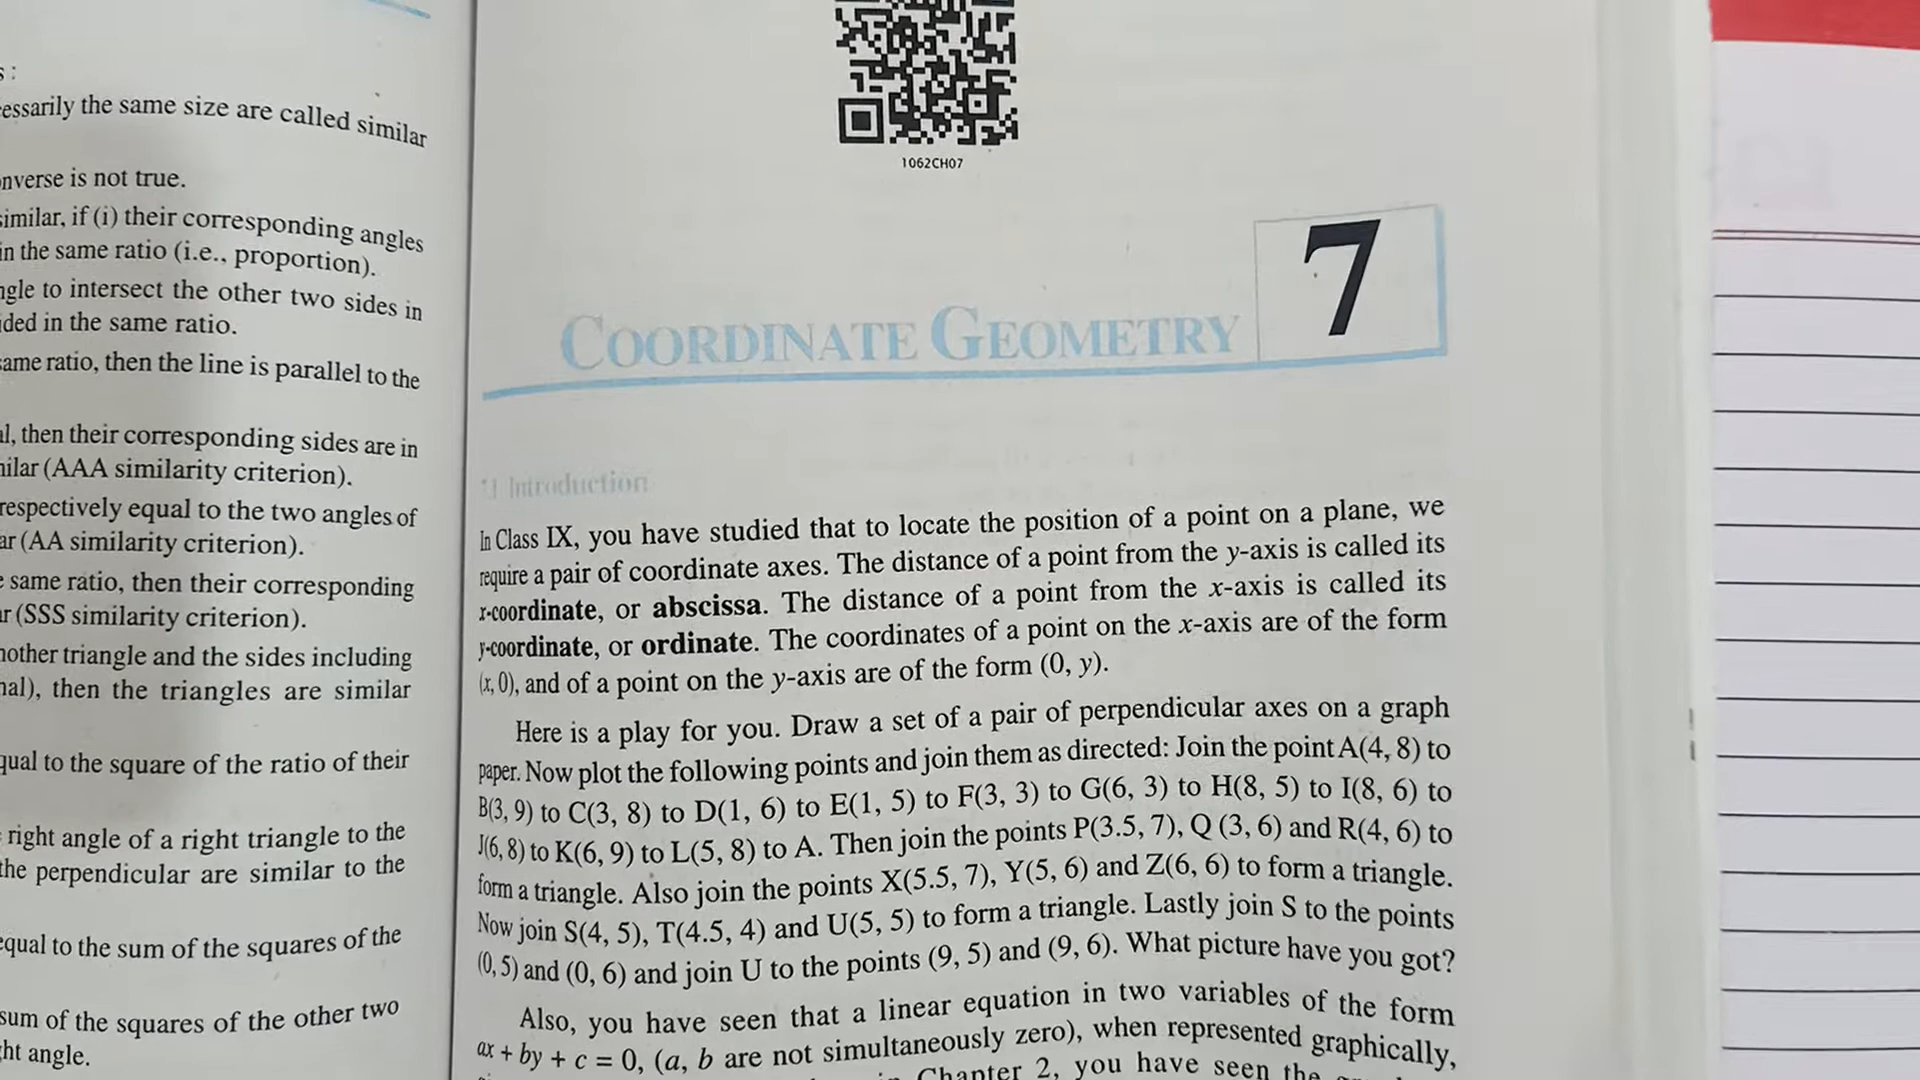 s :
essarily the same size are called similar
nverse is not true.
similar, if (i) their corresponding angles
in the same ratio (i.e., proportion).
ngle to intersect the other two sides in
ided in the same ratio.
ame ratio, then the line is parallel to the
al, then their corresponding sides are in
nilar (AAA similarity criterion).
respectively equal to the two angles of
ar (AA similarity criterion).
e same ratio, then their corresponding
ar (SSS similarity criterion).
nother triangle and the sides including
nal), then the triangles are similar
qual to the square of the ratio of their
right angle of a right triangle to the
the perpendicular are similar to the
equal to the sum of the squares of the
sum of the squares of the other two
ht angle.
1062CH07
7
COORDINATE GEOMETRY
Introduction
In Class IX, you have studied that to locate the position of a point on a plane, we
require a pair of coordinate axes. The distance of a point from the y-axis is called its
x-coordinate, or abscissa. The distance of a point from the x-axis is called its
y-coordinate, or ordinate. The coordinates of a point on the x-axis are of the form
(x, 0), and of a point on the y-axis are of the form (0, y).
Here is a play for you. Draw a set of a pair of perpendicular axes on a graph
paper. Now plot the following points and join them as directed: Join the point A(4, 8) to
B(3, 9) to C(3, 8) to D(1, 6) to E(1, 5) to F(3, 3) to G(6, 3) to H(8, 5) to I(8, 6) to
J(6, 8) to K(6, 9) to L(5, 8) to A. Then join the points P(3.5, 7), Q (3, 6) and R(4, 6) to
form a triangle. Also join the points X(5.5, 7), Y(5, 6) and Z(6, 6) to form a triangle.
Now join S(4, 5), T(4.5, 4) and U(5, 5) to form a triangle. Lastly join S to the points
(0, 5) and (0, 6) and join U to the points (9, 5) and (9, 6). What picture have you got?
Also, you have seen that a linear equation in two variables of the form
ax + by + c = 0, (a, b are not simultaneously zero), when represented graphically,
Chapter 2, you have seen the